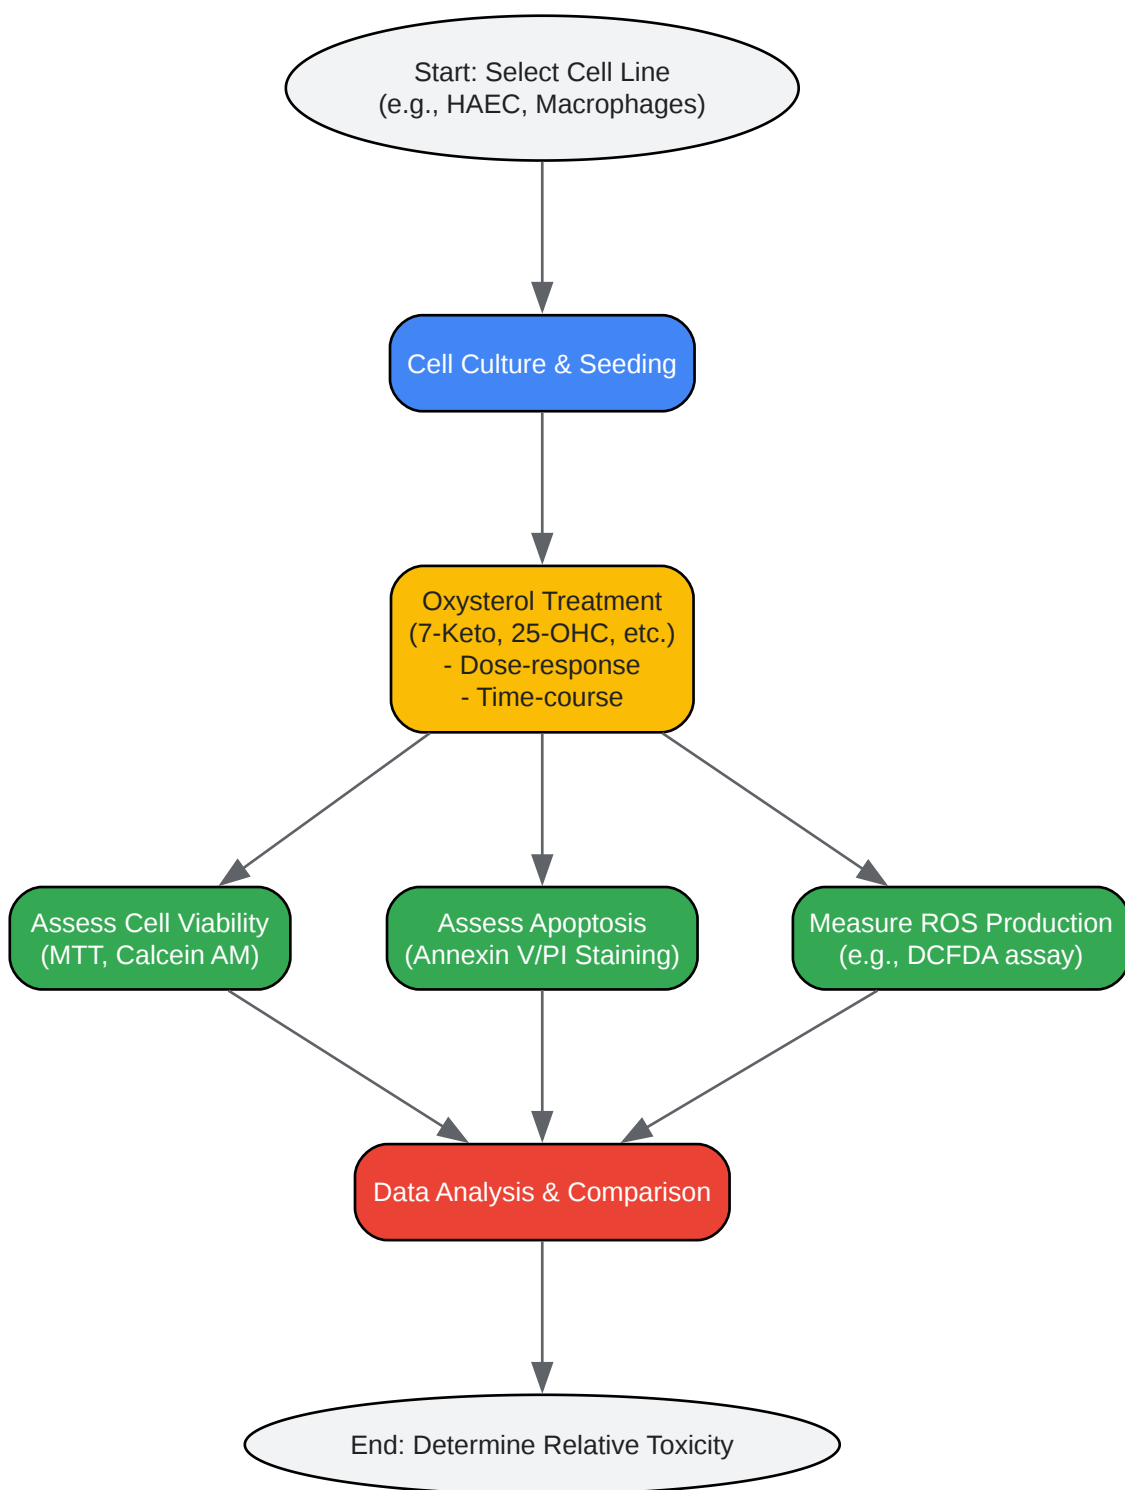 Start: Select Cell Line
(e.g., HAEC, Macrophages)
Cell Culture & Seeding
Oxysterol Treatment
(7-Keto, 25-OHC, etc.)
- Dose-response
- Time-course
Assess Cell Viability
(MTT, Calcein AM)
Assess Apoptosis
(Annexin V/PI Staining)
Measure ROS Production
(e.g., DCFDA assay)
Data Analysis & Comparison
End: Determine Relative Toxicity